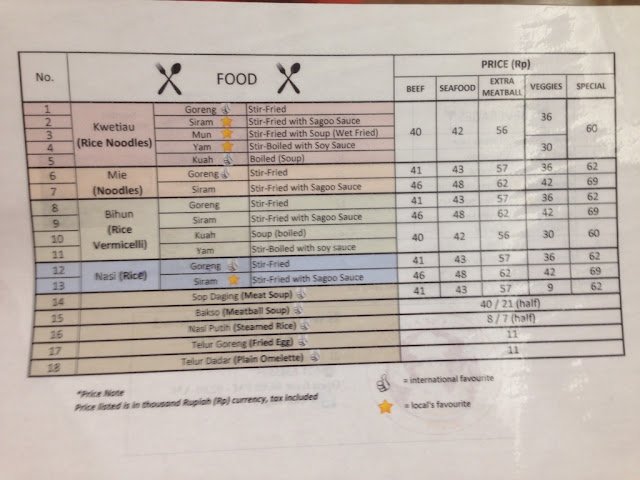 No.
FOOD
PRICE (Rp)
BEEF SEAFOOD EXTRA MEATBALL VEGGIES SPECIAL
Kwetiau
(Rice Noodles)
1 Goreng Stir-Fried
2 Siram Stir-Fried with Sagoo Sauce
3 Mun Stir-Fried with Soup (Wet Fried)
4 Yam Stir-Boiled with Soy Sauce
5 Kuah Boiled (Soup)
40 42 56 36 30 60
Mie
(Noodles)
6 Goreng Stir-Fried 41 43 57 36 62
7 Siram Stir-Fried with Sagoo Sauce 46 48 62 42 69
Bihun
(Rice
Vermicelli)
8 Goreng Stir-Fried 41 43 57 36 62
9 Siram Stir-Fried with Sagoo Sauce 46 48 62 42 69
10 Kuah Soup (boiled)
11 Yam Stir-Boiled with soy sauce
40 42 56 30 60
Nasi (Rice)
12 Goreng Stir-Fried 41 43 57 36 62
13 Siram Stir-Fried with Sagoo Sauce 46 48 62 42 69
14 Sop Daging (Meat Soup) 41 43 57 9 62
15 Bakso (Meatball Soup) 40 / 21 (half)
16 Nasi Putih (Steamed Rice) 8 / 7 (half)
17 Telur Goreng (Fried Egg) 11
18 Telur Dadar (Plain Omelette) 11
*Price Note
Price listed in thousand Rupiah (Rp) currency, tax included
= international favourite
= local's favourite